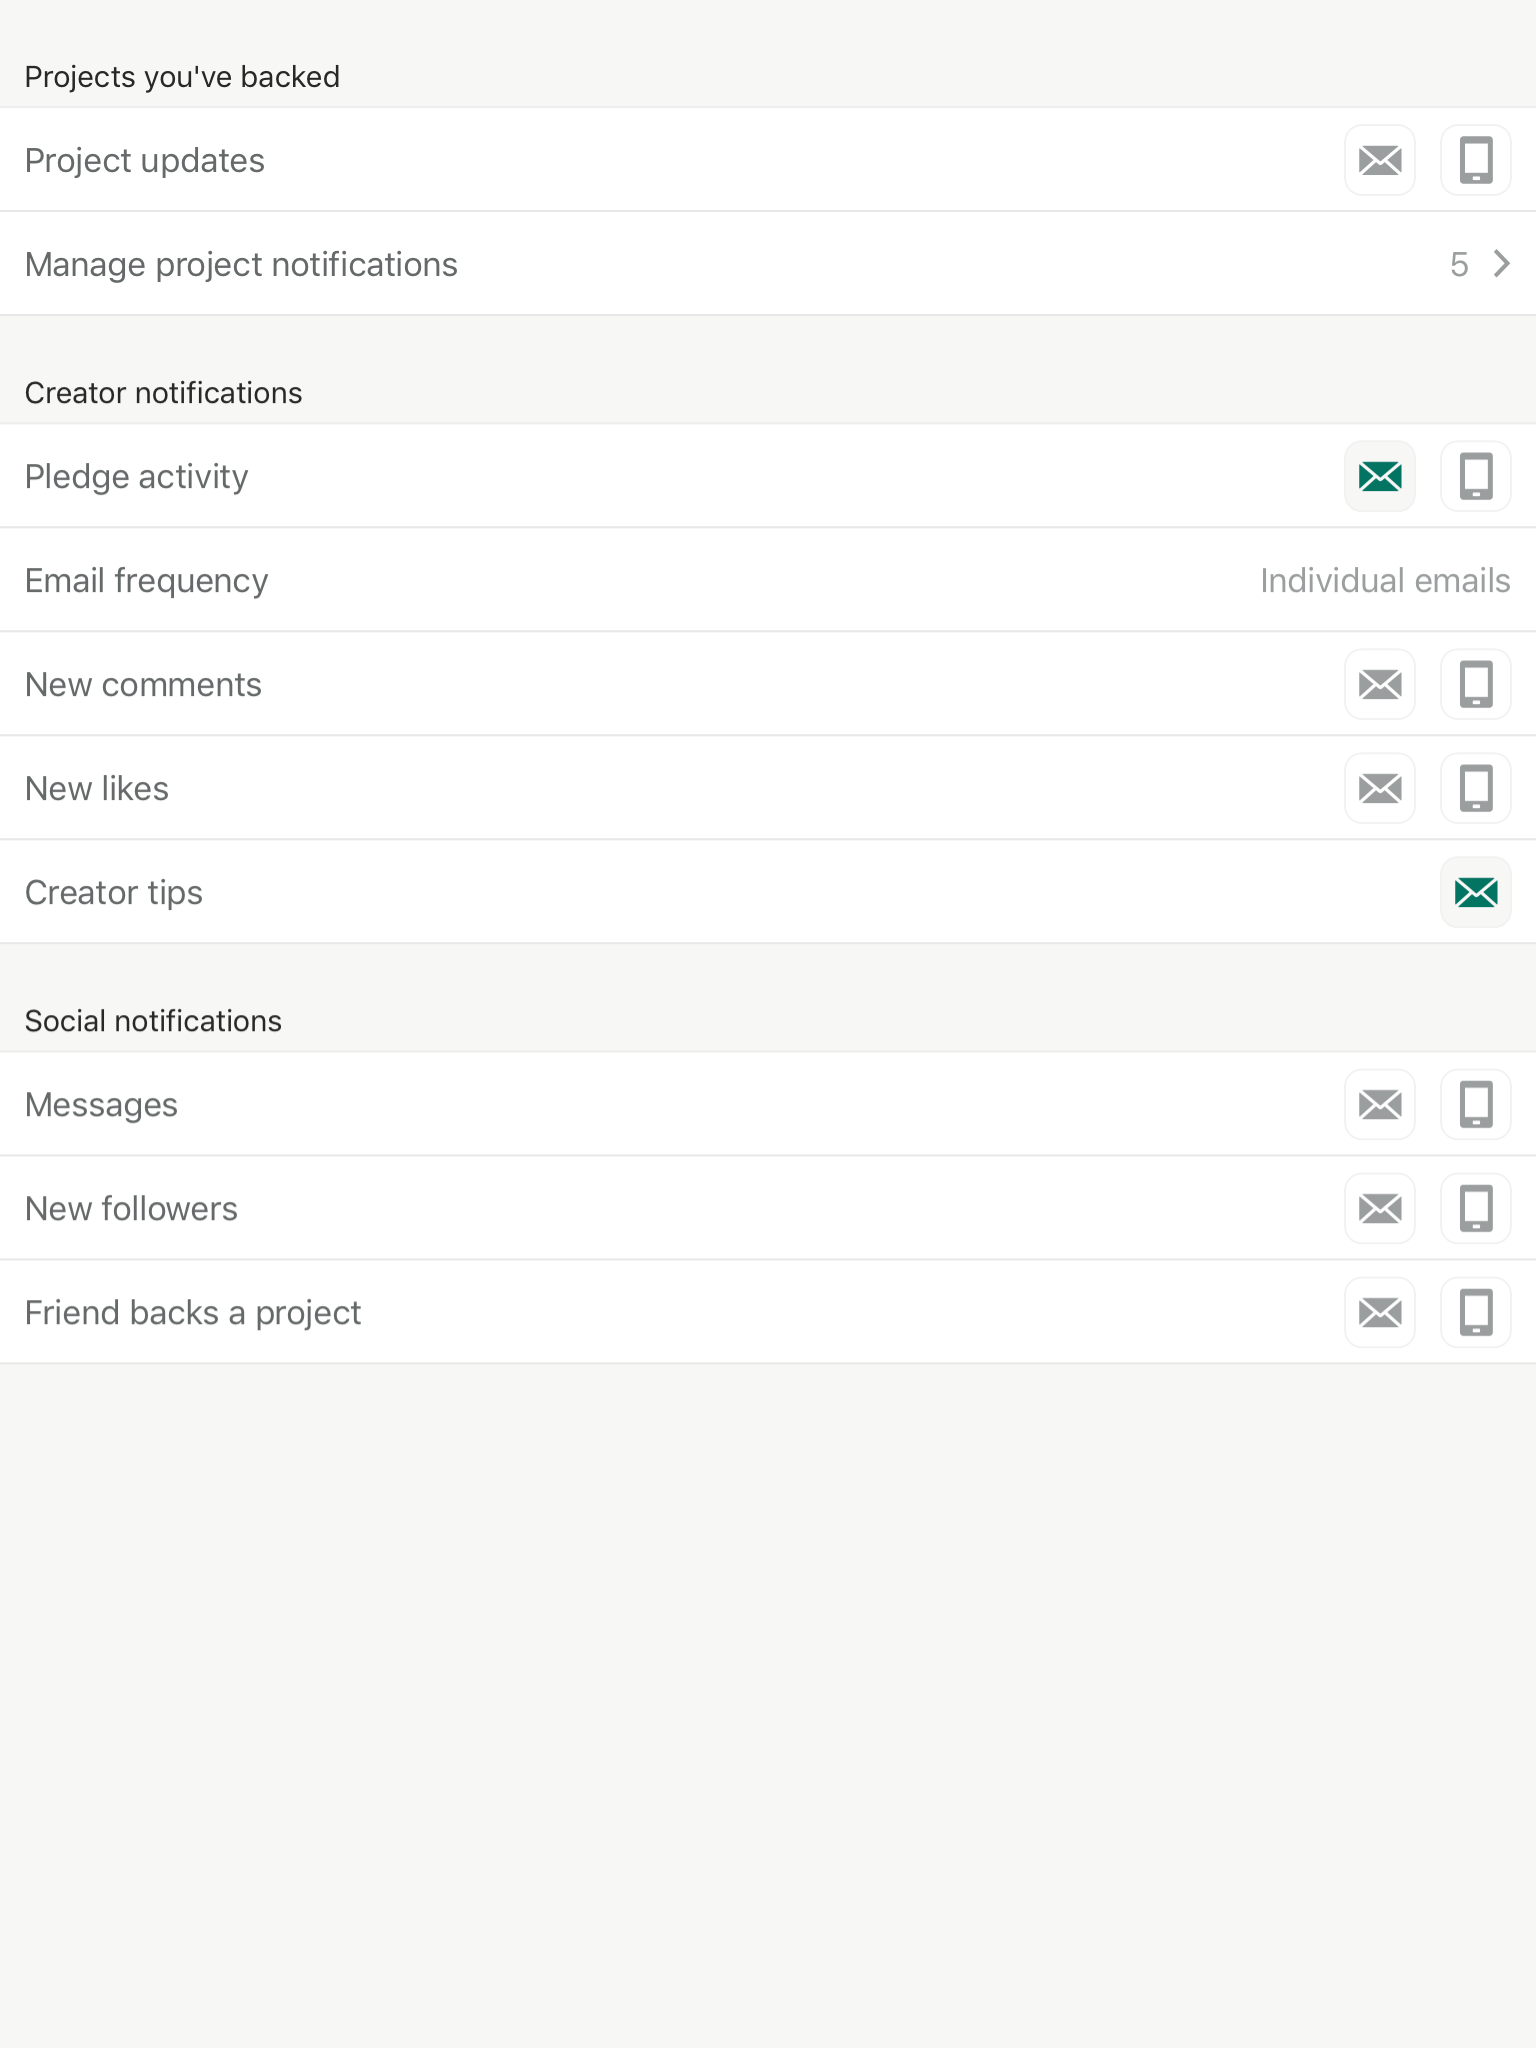 Projects you've backed
Project updates
Manage project notifications 5
Creator notifications
Pledge activity
Email frequency Individual emails
New comments
New likes
Creator tips
Social notifications
Messages
New followers
Friend backs a project